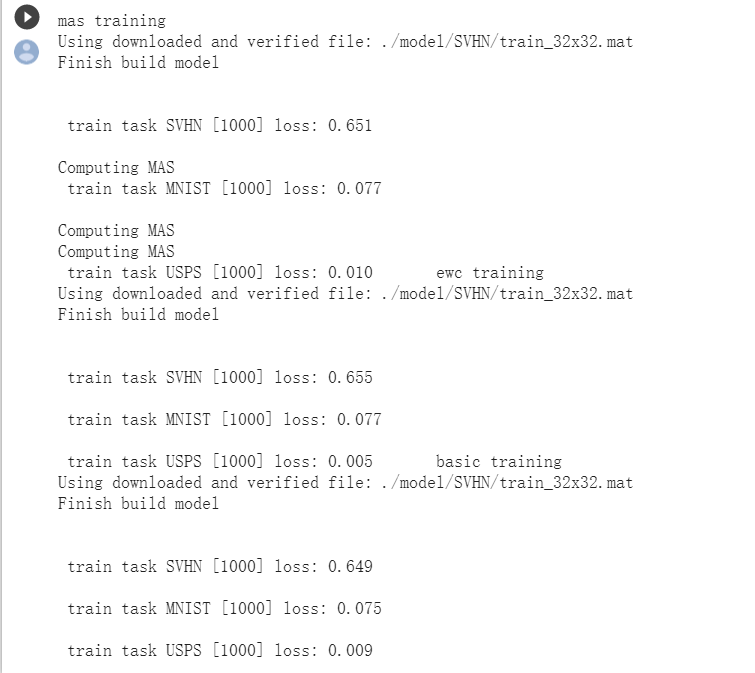 mas training
Using downloaded and verified file: ./model/SVHN/train_32x32.mat
Finish build model
train task SVHN [1000] loss: 0.651
Computing MAS
train task MNIST [1000] loss: 0.077
Computing MAS
Computing MAS
train task USPS [1000] loss: 0.010 ewc training
Using downloaded and verified file: ./model/SVHN/train_32x32.mat
Finish build model
train task SVHN [1000] loss: 0.655
train task MNIST [1000] loss: 0.077
train task USPS [1000] loss: 0.005 basic training
Using downloaded and verified file: ./model/SVHN/train_32x32.mat
Finish build model
train task SVHN [1000] loss: 0.649
train task MNIST [1000] loss: 0.075
train task USPS [1000] loss: 0.009